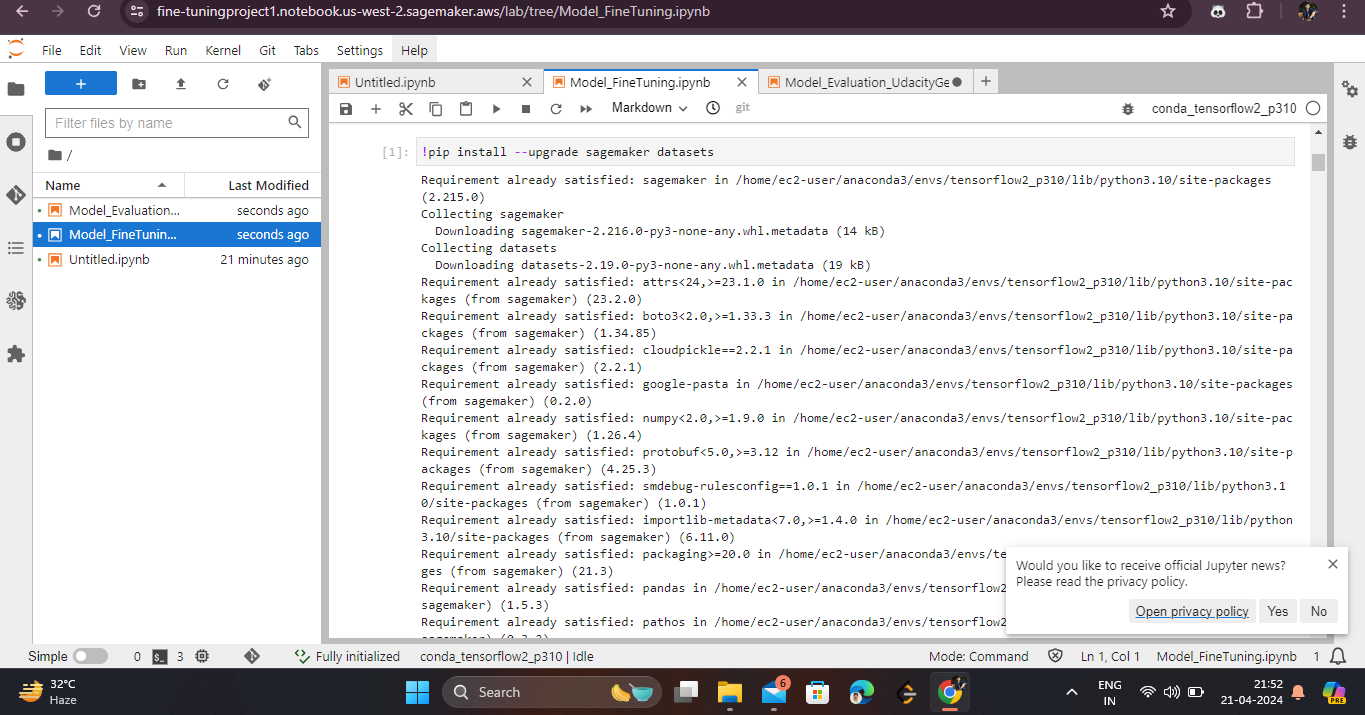 fine-tuningproject1.notebook.us-west-2.sagemaker.aws/lab/tree/Model_FineTuning.ipynb
File Edit View Run Kernel Git Tabs Settings Help
+
Filter files by name
/
Name Last Modified
Model_Evaluation... seconds ago
Model_FineTunin... seconds ago
Untitled.ipynb 21 minutes ago
Untitled.ipynb Model_FineTuning.ipynb Model_Evaluation_UdacityGe
Markdown git conda_tensorflow2_p310
[1]: !pip install --upgrade sagemaker datasets
Requirement already satisfied: sagemaker in /home/ec2-user/anaconda3/envs/tensorflow2_p310/lib/python3.10/site-packages
(2.215.0)
Collecting sagemaker
Downloading sagemaker-2.216.0-py3-none-any.whl.metadata (14 kB)
Collecting datasets
Downloading datasets-2.19.0-py3-none-any.whl.metadata (19 kB)
Requirement already satisfied: attrs<24,>=23.1.0 in /home/ec2-user/anaconda3/envs/tensorflow2_p310/lib/python3.10/site-pac
kages (from sagemaker) (23.2.0)
Requirement already satisfied: boto3<2.0,>=1.33.3 in /home/ec2-user/anaconda3/envs/tensorflow2_p310/lib/python3.10/site-pa
ckages (from sagemaker) (1.34.85)
Requirement already satisfied: cloudpickle==2.2.1 in /home/ec2-user/anaconda3/envs/tensorflow2_p310/lib/python3.10/site-pa
ckages (from sagemaker) (2.2.1)
Requirement already satisfied: google-pasta in /home/ec2-user/anaconda3/envs/tensorflow2_p310/lib/python3.10/site-packages
(from sagemaker) (0.2.0)
Requirement already satisfied: numpy<2.0,>=1.9.0 in /home/ec2-user/anaconda3/envs/tensorflow2_p310/lib/python3.10/site-pac
kages (from sagemaker) (1.26.4)
Requirement already satisfied: protobuf<5.0,>=3.12 in /home/ec2-user/anaconda3/envs/tensorflow2_p310/lib/python3.10/site-p
ackages (from sagemaker) (4.25.3)
Requirement already satisfied: smdebug-rulesconfig==1.0.1 in /home/ec2-user/anaconda3/envs/tensorflow2_p310/lib/python3.1
0/site-packages (from sagemaker) (1.0.1)
Requirement already satisfied: importlib-metadata<7.0,>=1.4.0 in /home/ec2-user/anaconda3/envs/tensorflow2_p310/lib/python
3.10/site-packages (from sagemaker) (6.11.0)
Requirement already satisfied: packaging>=20.0 in /home/ec2-user/anaconda3/envs/te
ges (from sagemaker) (21.3)
Requirement already satisfied: pandas in /home/ec2-user/anaconda3/envs/tensorflow2
sagemaker) (1.5.3)
Requirement already satisfied: pathos in /home/ec2-user/anaconda3/envs/tensorflow2
Would you like to receive official Jupyter news?
Please read the privacy policy.
Open privacy policy Yes No
Simple 0 3 Fully initialized conda_tensorflow2_p310 | Idle Mode: Command Ln 1, Col 1 Model_FineTuning.ipynb 1
32°C
Haze
Search
6
ENG
IN
21:52
21-04-2024
PRE